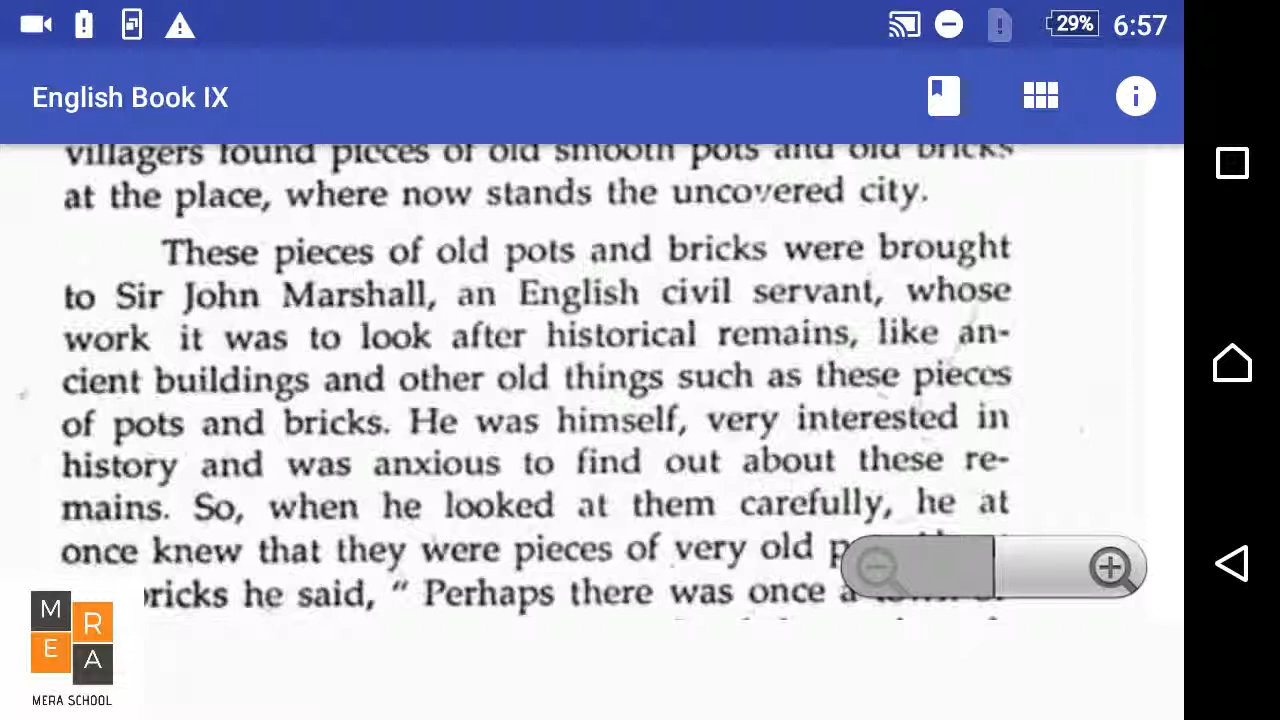 29% 6:57
English Book IX
villagers found pieces of old smooth pots and old bricks
at the place, where now stands the uncovered city.
These pieces of old pots and bricks were brought
to Sir John Marshall, an English civil servant, whose
work it was to look after historical remains, like an-
cient buildings and other old things such as these pieces
of pots and bricks. He was himself, very interested in
history and was anxious to find out about these re-
mains. So, when he looked at them carefully, he at
once knew that they were pieces of very old
he said, “ Perhaps there was once a
M R
E A
MERA SCHOOL